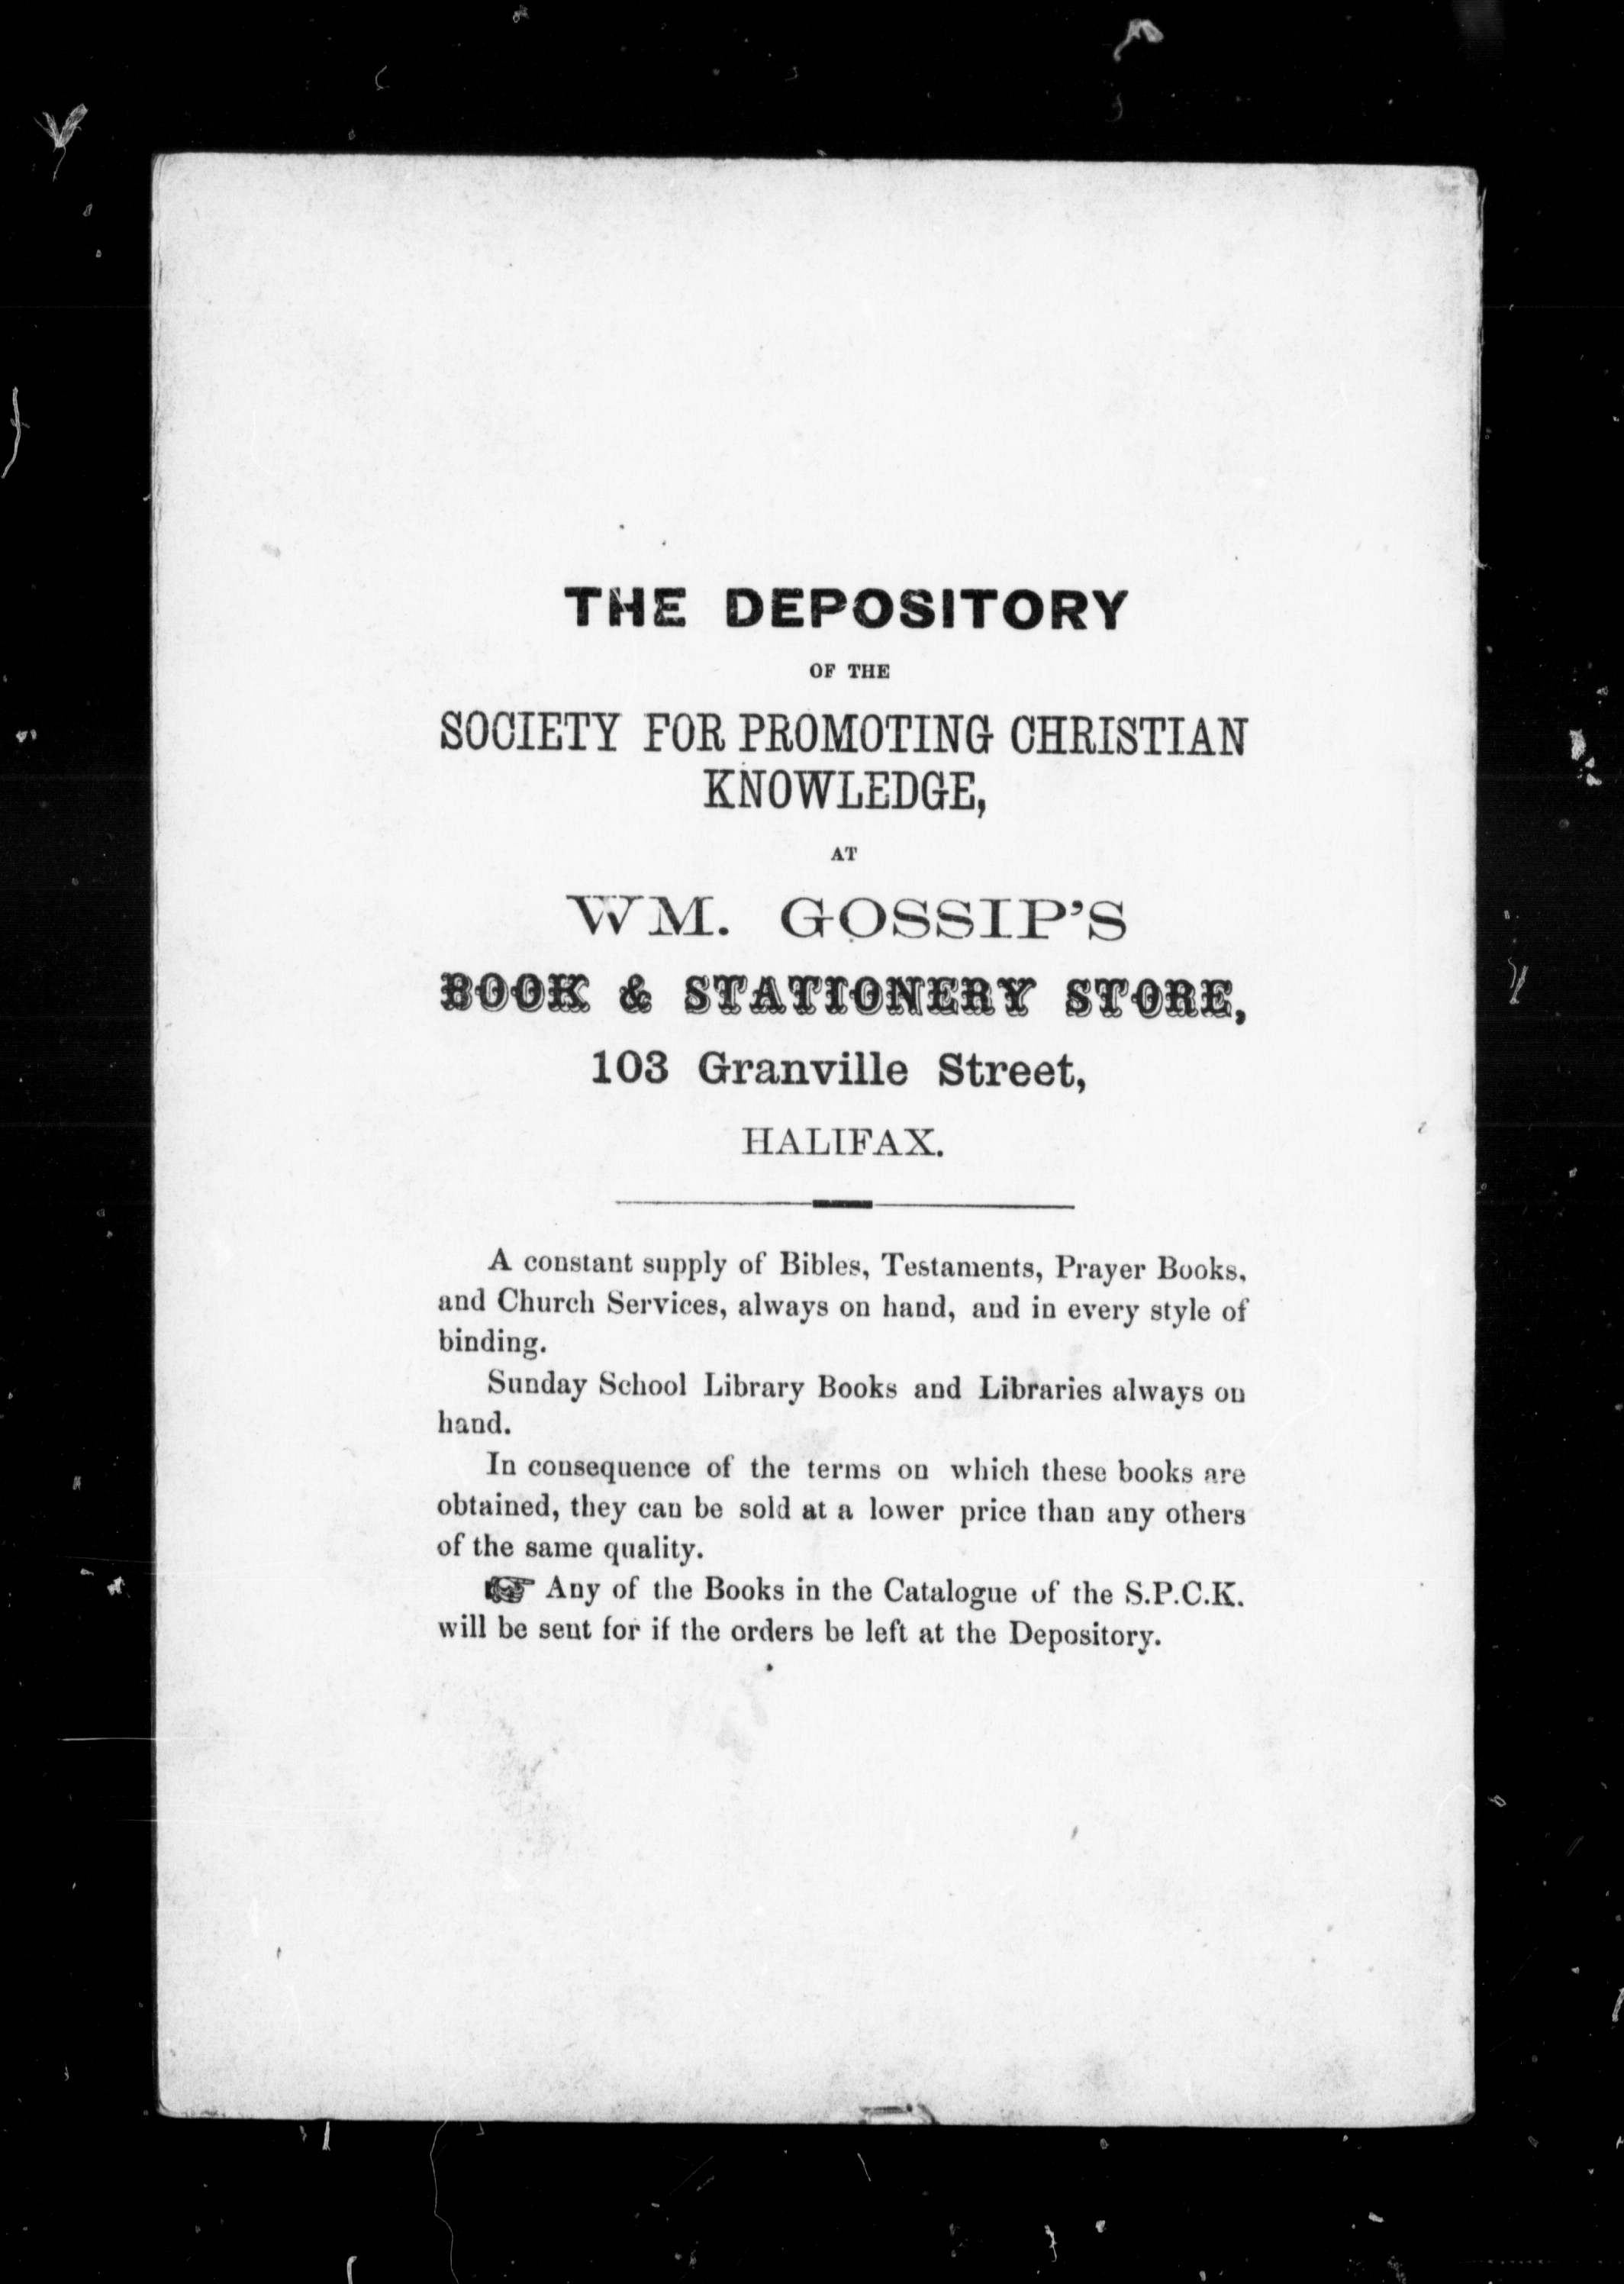 THE DEPOSITORY
OF THE
SOCIETY FOR PROMOTING CHRISTIAN
KNOWLEDGE,
AT
WM. GOSSIP'S
BOOK & STATIONERY STORE,
103 Granville Street,
HALIFAX.
A constant supply of Bibles, Testaments, Prayer Books,
and Church Services, always on hand, and in every style of
binding.
Sunday School Library Books and Libraries always on
hand.
In consequence of the terms on which these books are
obtained, they can be sold at a lower price than any others
of the same quality.
☞ Any of the Books in the Catalogue of the S.P.C.K.
will be sent for if the orders be left at the Depository.